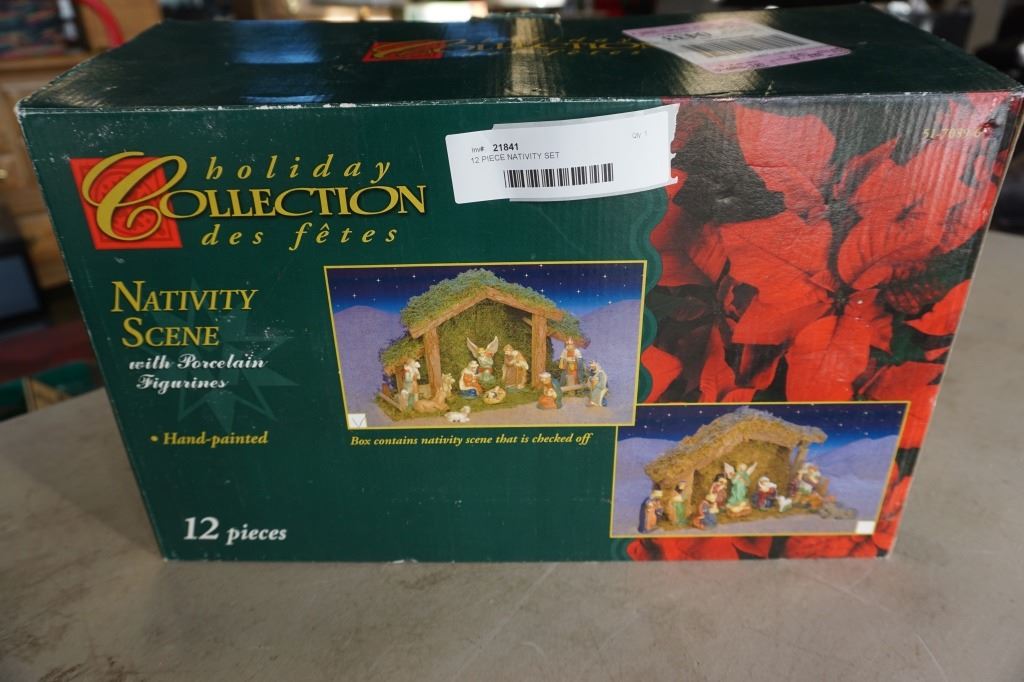 COLLECTION
Inv# 21841
QTY 1
12 PIECE NATIVITY SET
holiday
COLLECTION
des fêtes
NATIVITY
SCENE
with Porcelain
Figurines
• Hand-painted
Box contains nativity scene that is checked off
12 pieces